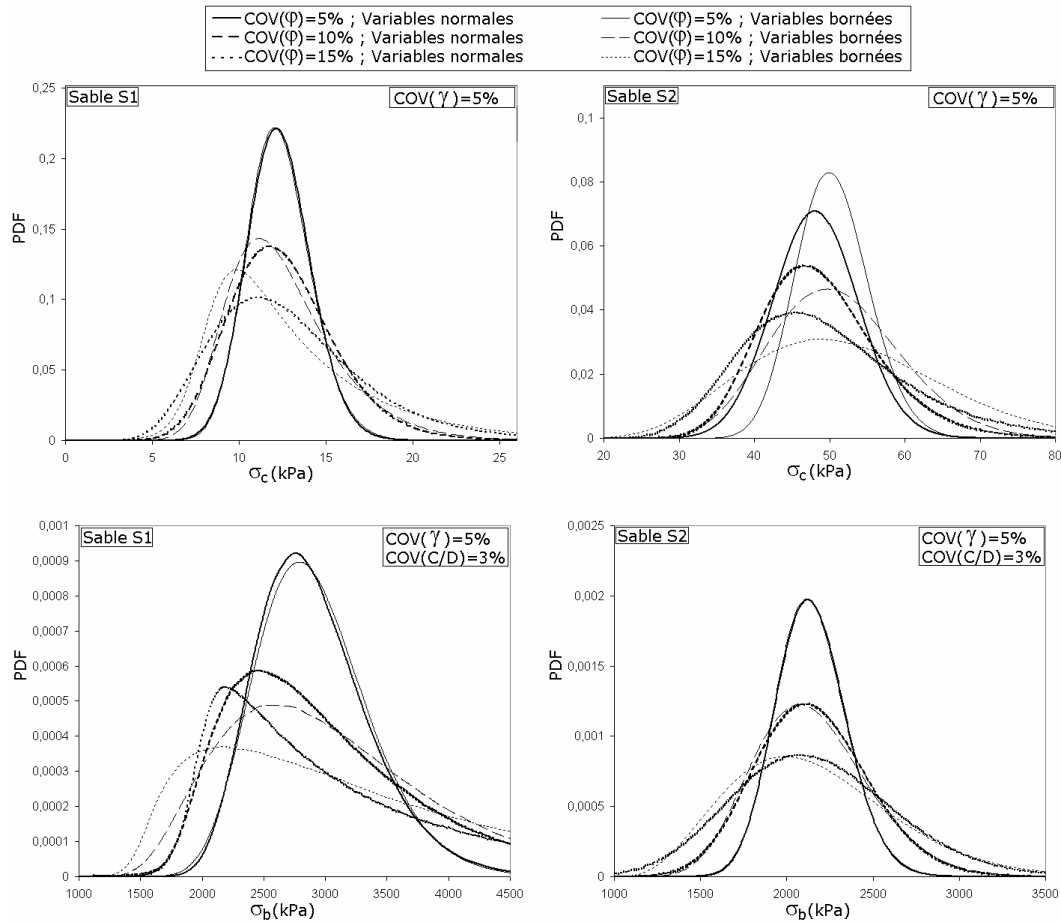 COV(φ)=5% ; Variables normales
COV(φ)=5% ; Variables bornées
COV(φ)=10% ; Variables normales
COV(φ)=10% ; Variables bornées
COV(φ)=15% ; Variables normales
COV(φ)=15% ; Variables bornées
Sable S1
COV(γ)=5%
PDF
0,25
0,2
0,15
0,1
0,05
0
0 5 10 15 20 25
σc(kPa)
Sable S2
COV(γ)=5%
PDF
0,1
0,08
0,06
0,04
0,02
0
20 30 40 50 60 70 80
σc(kPa)
Sable S1
COV(γ)=5%
COV(C/D)=3%
PDF
0,001
0,0009
0,0008
0,0007
0,0006
0,0005
0,0004
0,0003
0,0002
0,0001
0
1000 1500 2000 2500 3000 3500 4000 4500
σb(kPa)
Sable S2
COV(γ)=5%
COV(C/D)=3%
PDF
0,0025
0,002
0,0015
0,001
0,0005
0
1000 1500 2000 2500 3000 3500
σb(kPa)